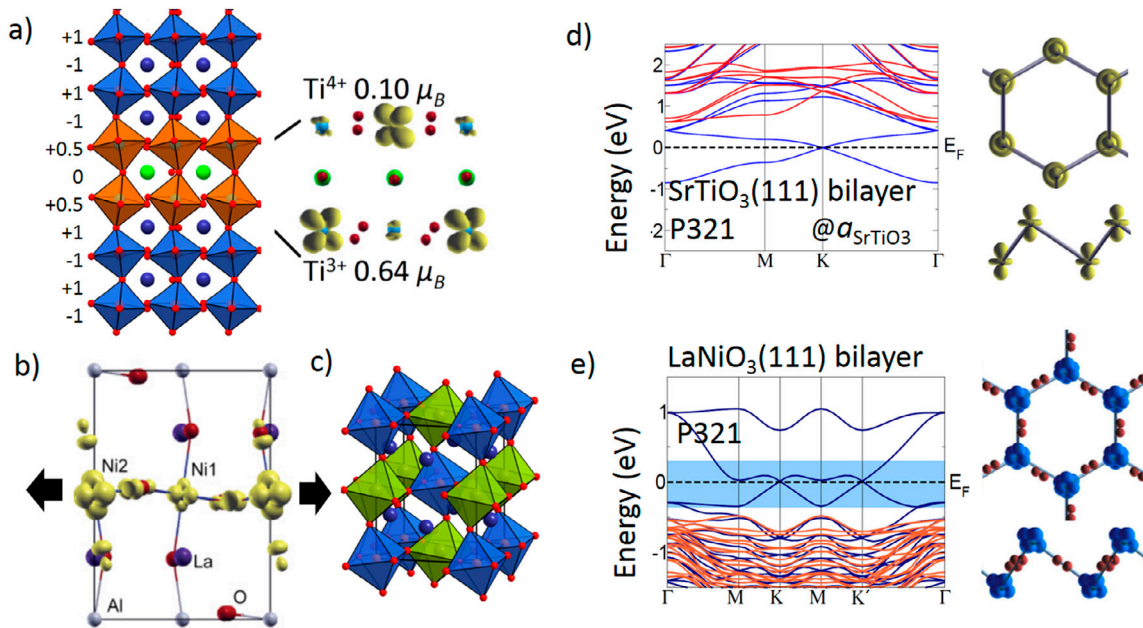 a)
+1
-1
+1
-1
+0.5
0
+0.5
+1
-1
+1
-1
Ti4+ 0.10 μB
Ti3+ 0.64 μB
b)
Ni2
Ni1
La
Al
O
c)
d)
Energy (eV)
2
1
0
-1
-2
EF
SrTiO3(111) bilayer
P321 @aSrTiO3
Γ M K Γ
e)
LaNiO3(111) bilayer
Energy (eV)
1
P321
0
EF
-1
Γ M K M K′ Γ